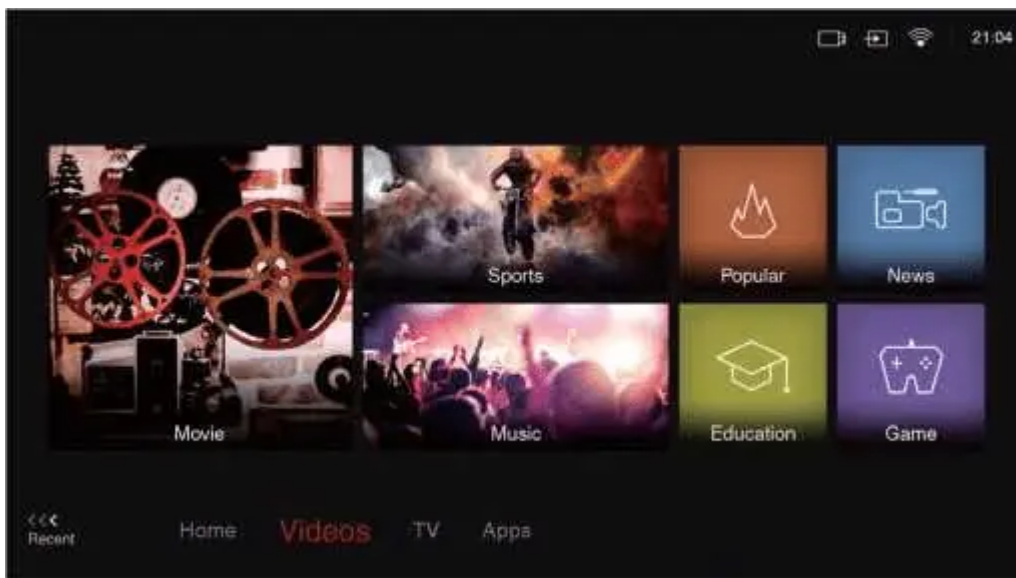 21:04
Sports
Popular
News
Movie
Music
Education
Game
<<<
Recent
Home Videos TV Apps